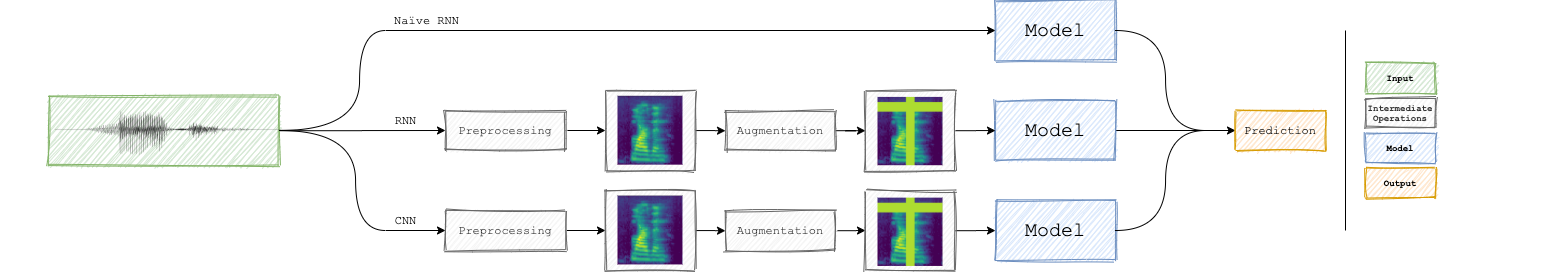 Naïve RNN
Model
RNN
Preprocessing
Augmentation
Model
Prediction
CNN
Preprocessing
Augmentation
Model
Input
Intermediate
Operations
Model
Output